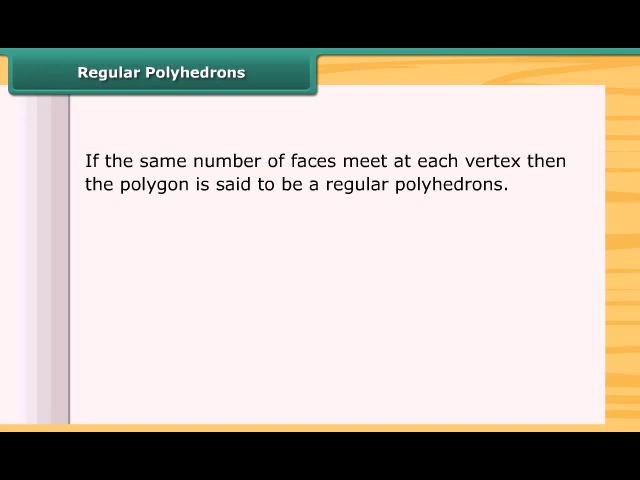 Regular Polyhedrons
If the same number of faces meet at each vertex then
the polygon is said to be a regular polyhedrons.